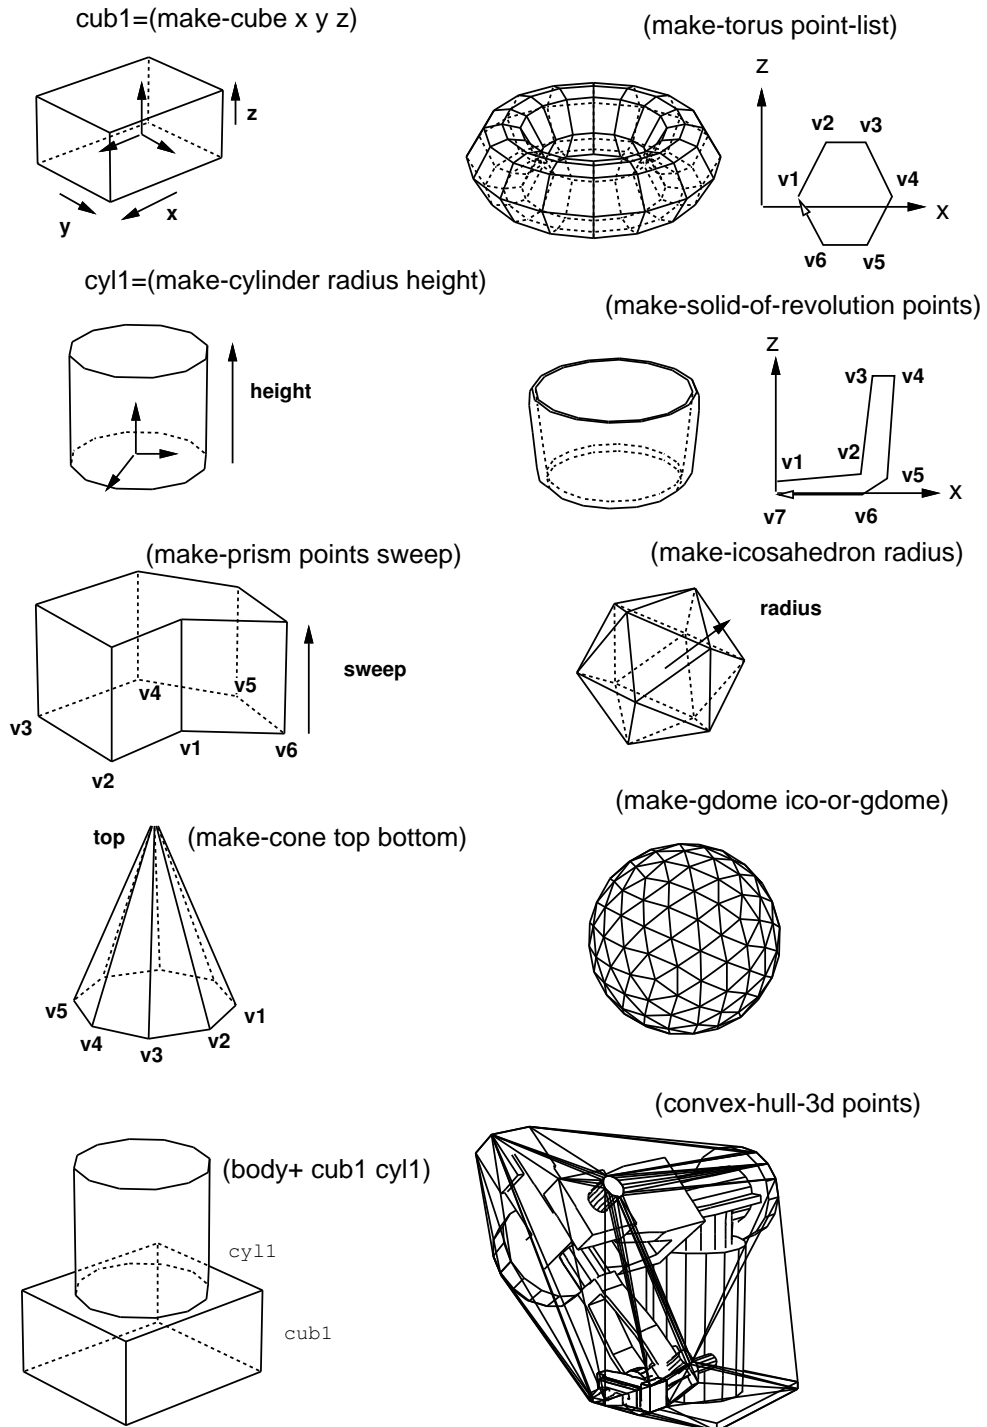 cub1=(make-cube x y z)
z
x
y
(make-torus point-list)
z
v2 v3
v1 v4
x
v6 v5
cyl1=(make-cylinder radius height)
height
(make-solid-of-revolution points)
z
v3 v4
v2
v1
v5
x
v7 v6
(make-prism points sweep)
sweep
v4 v5
v3
v1
v6
v2
(make-icosahedron radius)
radius
(make-gdome ico-or-gdome)
top
(make-cone top bottom)
v5 v1
v4 v2
v3
(convex-hull-3d points)
(body+ cub1 cyl1)
cyl1
cub1